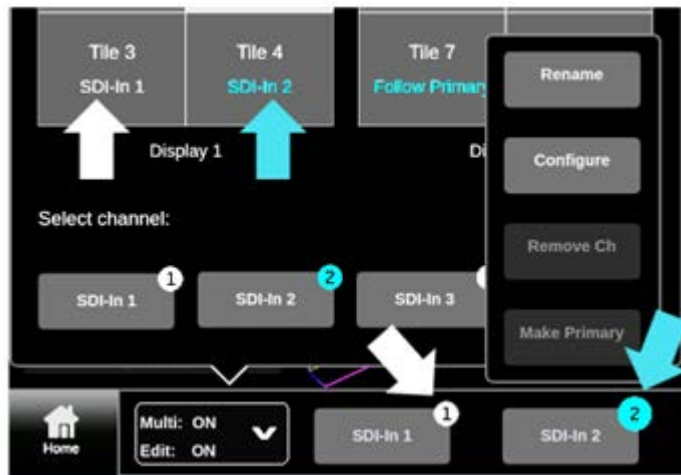 Tile 3
Tile 4
Tile 7
SDI-In 1
SDI-In 2
Follow Primary
Rename
Display 1
Di
Configure
Select channel:
Remove Ch
1
2
SDI-In 1
SDI-In 2
SDI-In 3
Make Primary
Multi: ON
Edit: ON
Home
SDI-In 1
1
SDI-In 2
2